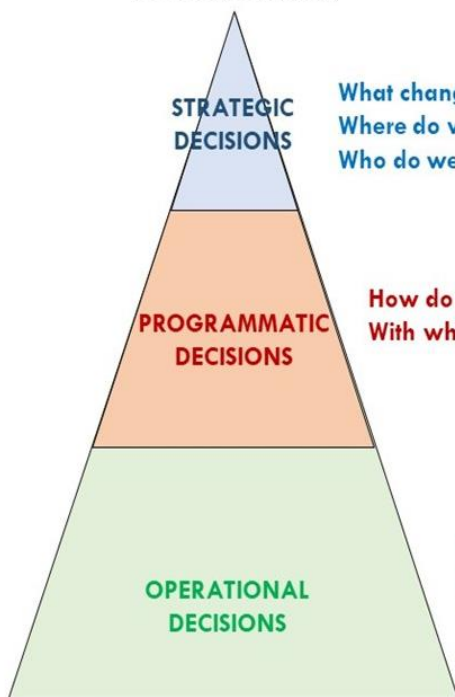 STRATEGIC
DECISIONS
What
Where do
Who do we
PROGRAMMATIC
DECISIONS
How do
With
OPERATIONAL
DECISIONS